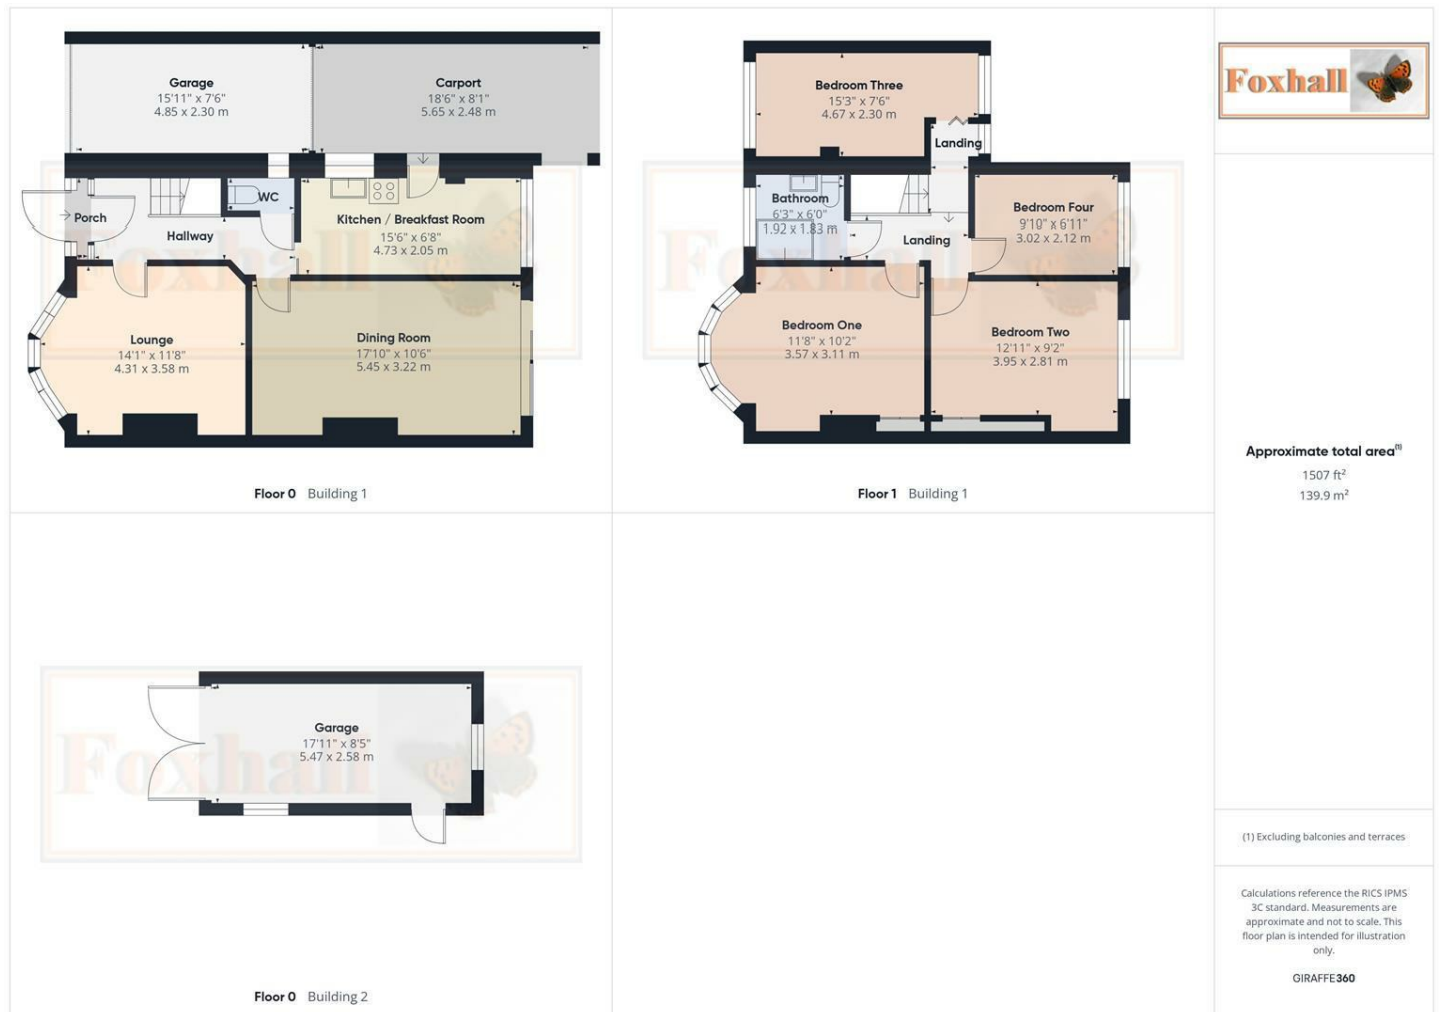 Garage
15'11" x 7'6"
4.85 x 2.30 m
Carport
18'6" x 8'1"
5.65 x 2.48 m
Porch
WC
Hallway
Kitchen / Breakfast Room
15'6" x 6'8"
4.73 x 2.05 m
Lounge
14'1" x 11'8"
4.31 x 3.58 m
Dining Room
17'10" x 10'6"
5.45 x 3.22 m
Foxhall
Floor 0 Building 1
Bedroom Three
15'3" x 7'6"
4.67 x 2.30 m
Landing
Bathroom
6'3" x 6'0"
1.92 x 1.83 m
Landing
Bedroom Four
9'10" x 6'11"
3.02 x 2.12 m
Bedroom One
11'8" x 10'2"
3.57 x 3.11 m
Bedroom Two
12'11" x 9'2"
3.95 x 2.81 m
Foxhall
Floor 1 Building 1
Garage
17'11" x 8'5"
5.47 x 2.58 m
Foxhall
Floor 0 Building 2
Foxhall
Approximate total area(1)
1507 ft²
139.9 m²
(1) Excluding balconies and terraces
Calculations reference the RICS IPMS
3C standard. Measurements are
approximate and not to scale. This
floor plan is intended for illustration
only.
GIRAFFE360